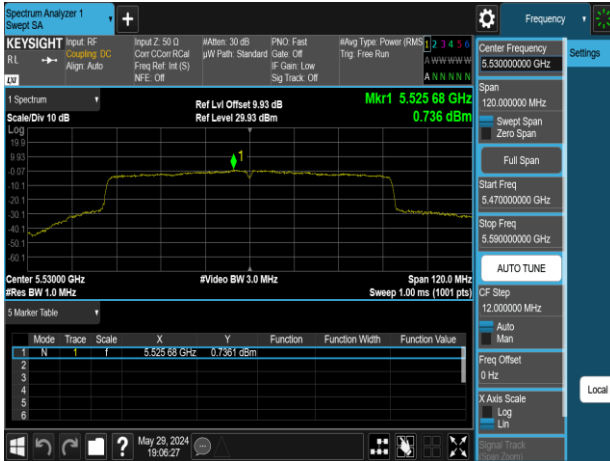 Spectrum Analyzer 1
Swept SA
+
Frequency
KEYSIGHT
RL
LXI
Input: RF
Coupling: DC
Align: Auto
Input Z: 50 Ω
Corr CCorr RCal
Freq Ref: Int (S)
NFE: Off
#Atten: 30 dB
µW Path: Standard
PNO: Fast
Gate: Off
IF Gain: Low
Sig Track: Off
#Avg Type: Power (RMS
Trig: Free Run
1 2 3 4 5 6
A WW WW W
A N N N N N
1 Spectrum
Scale/Div 10 dB
Log
Ref Lvl Offset 9.93 dB
Ref Level 29.93 dBm
Mkr1 5.525 68 GHz
0.736 dBm
19.9
9.93
-0.07
-10.1
-20.1
-30.1
-40.1
-50.1
-60.1
1
Center 5.53000 GHz
#Res BW 1.0 MHz
#Video BW 3.0 MHz
Span 120.0 MHz
Sweep 1.00 ms (1001 pts)
5 Marker Table
Mode Trace Scale X Y Function Function Width Function Value
1 N 1 f 5.525 68 GHz 0.7361 dBm
2
3
4
5
6
May 29, 2024
19:06:27
?
Center Frequency
5.530000000 GHz
Span
120.000000 MHz
Swept Span
Zero Span
Full Span
Start Freq
5.470000000 GHz
Stop Freq
5.590000000 GHz
AUTO TUNE
CF Step
12.000000 MHz
Auto
Man
Freq Offset
0 Hz
X Axis Scale
Log
Lin
Signal Track
(Span Zoom)
Settings
Local